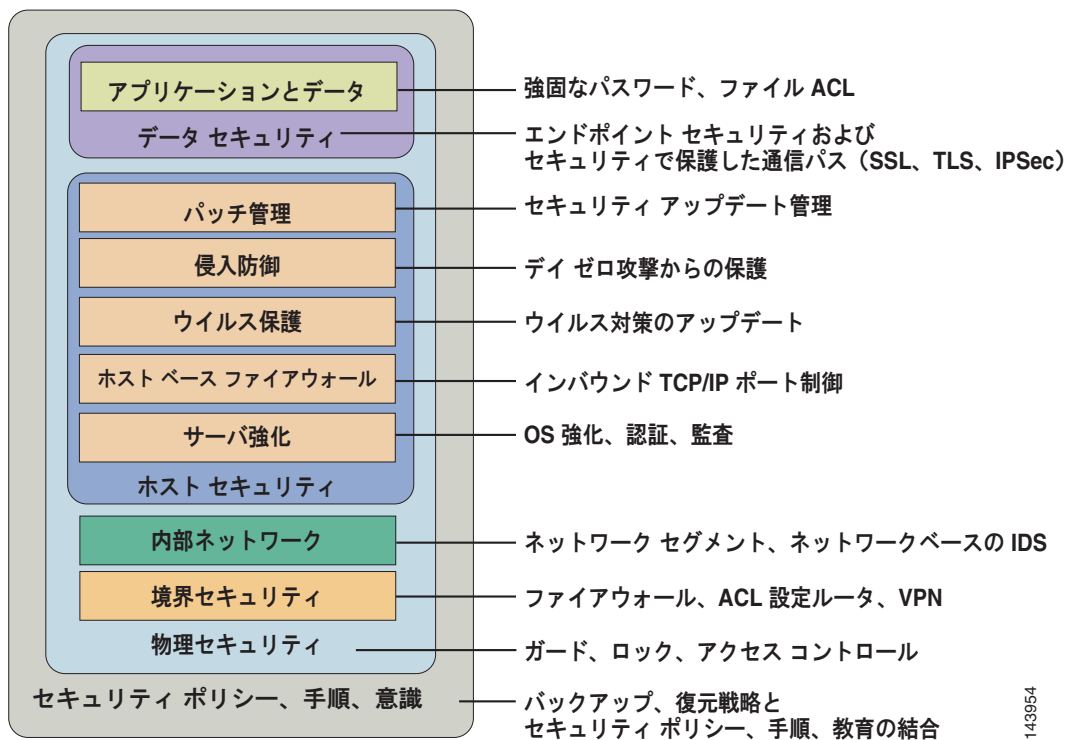 アプリケーションとデータ
強固なパスワード、ファイル ACL
データ セキュリティ
エンドポイント セキュリティおよび
セキュリティで保護した通信パス（SSL、TLS、IPSec）
パッチ管理
セキュリティ アップデート管理
侵入防御
デイ ゼロ攻撃からの保護
ウイルス保護
ウイルス対策のアップデート
ホスト ベース ファイアウォール
インバウンド TCP/IP ポート制御
サーバ強化
OS 強化、認証、監査
ホスト セキュリティ
内部ネットワーク
ネットワーク セグメント、ネットワークベースの IDS
境界セキュリティ
ファイアウォール、ACL 設定ルータ、VPN
物理セキュリティ
ガード、ロック、アクセス コントロール
セキュリティ ポリシー、手順、意識
バックアップ、復元戦略と
セキュリティ ポリシー、手順、教育の結合
143954